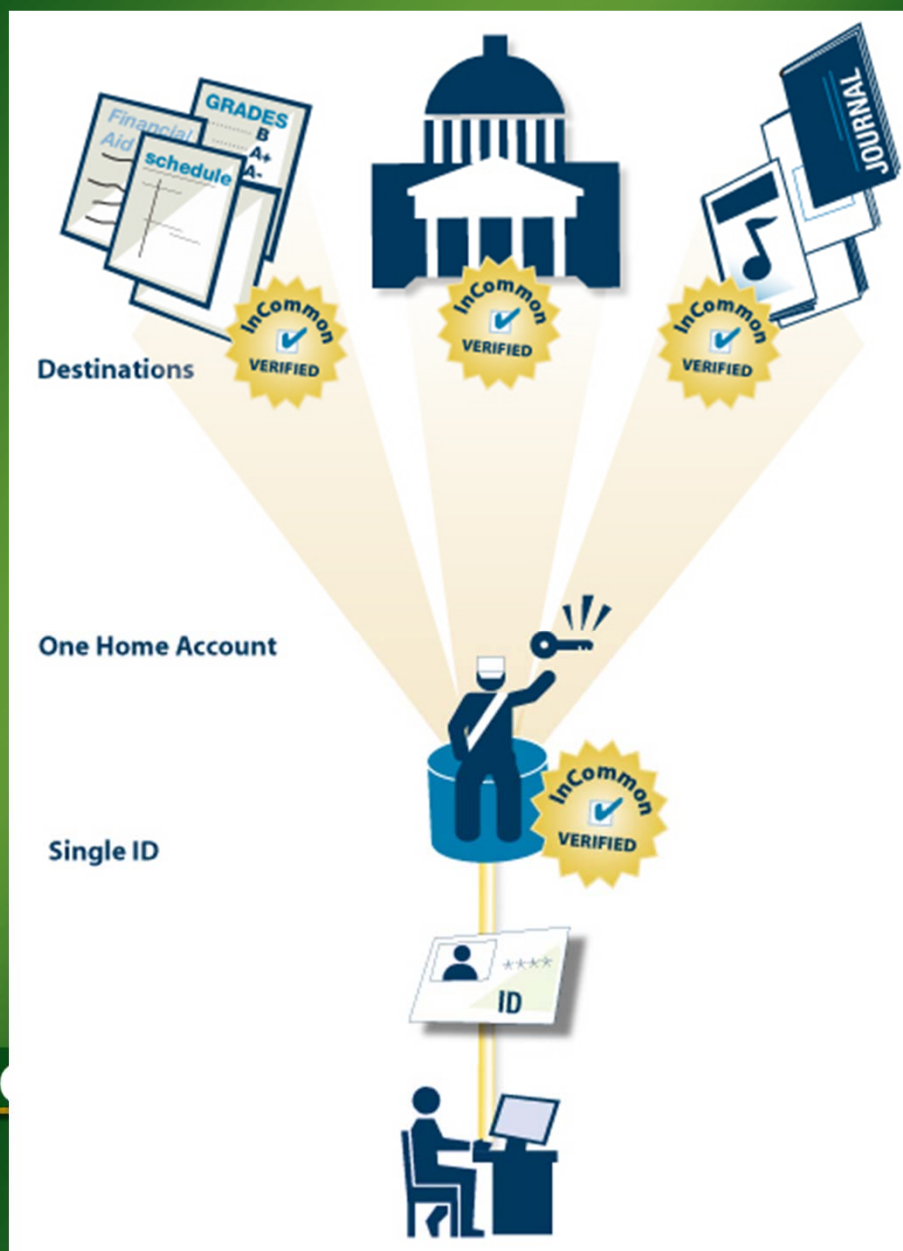 Financial
Aid
GRADES
B
A+
A-
schedule
JOURNAL
InCommon
VERIFIED
InCommon
VERIFIED
InCommon
VERIFIED
Destinations
One Home Account
InCommon
VERIFIED
Single ID
****
ID